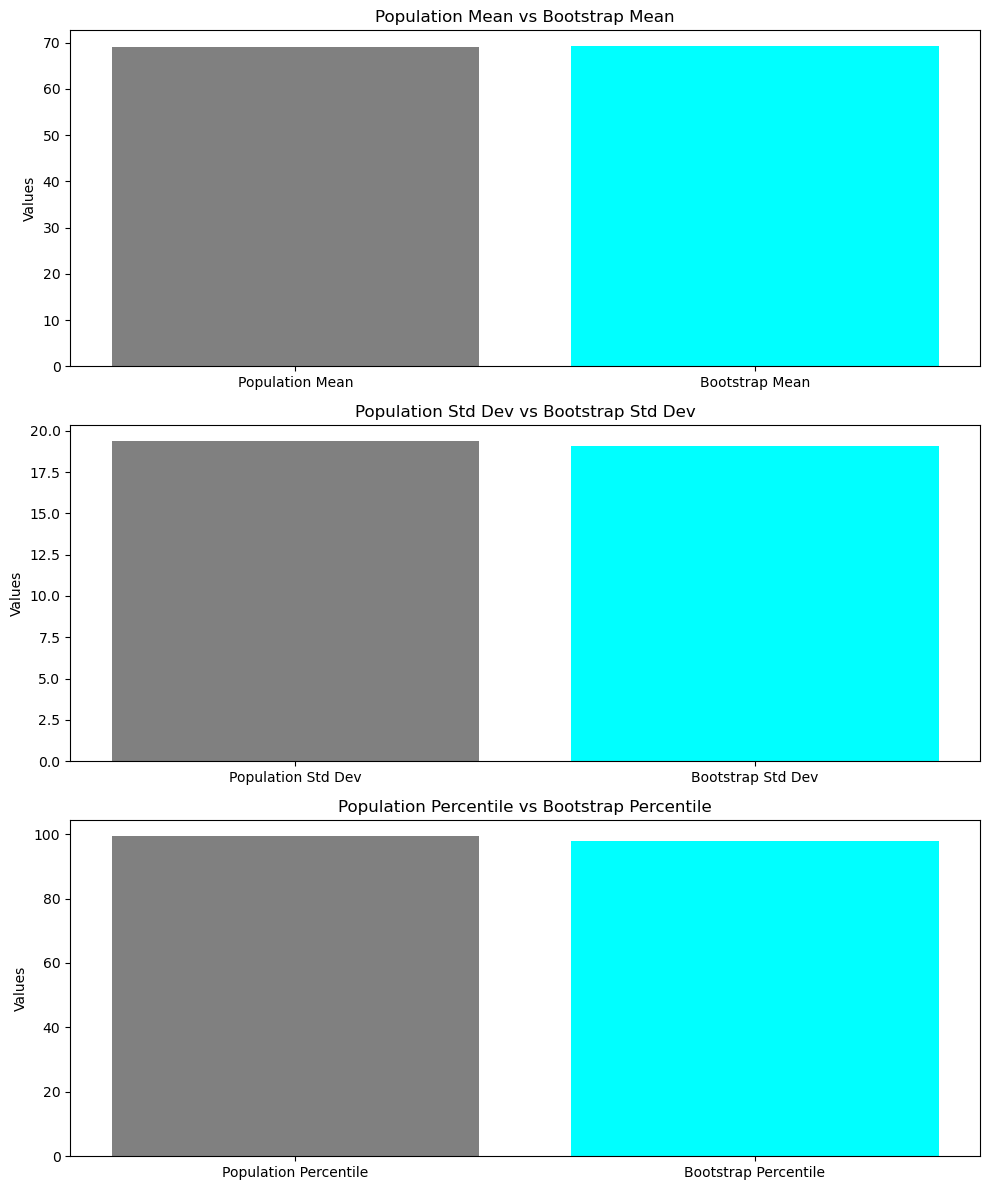 Population Mean vs Bootstrap Mean
70
60
50
40
30
20
10
0
Values
Population Mean Bootstrap Mean
Population Std Dev vs Bootstrap Std Dev
20.0
17.5
15.0
12.5
10.0
7.5
5.0
2.5
0.0
Values
Population Std Dev Bootstrap Std Dev
Population Percentile vs Bootstrap Percentile
100
80
60
40
20
0
Values
Population Percentile Bootstrap Percentile